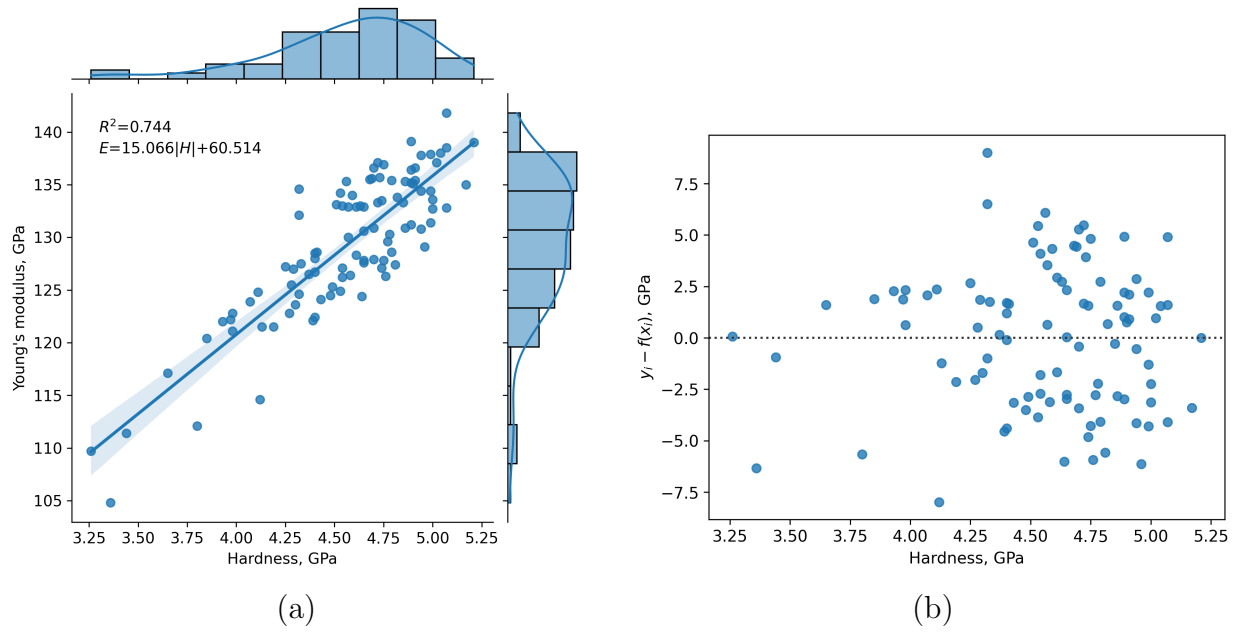 R²=0.744
E=15.066|H|+60.514
Young's modulus, GPa
140
135
130
125
120
115
110
105
3.25 3.50 3.75 4.00 4.25 4.50 4.75 5.00
Hardness, GPa
(a)
yᵢ − f(xᵢ), GPa
7.5
5.0
2.5
0.0
−2.5
−5.0
−7.5
3.25 3.50 3.75 4.00 4.25 4.50 4.75 5.00 5.25
Hardness, GPa
(b)